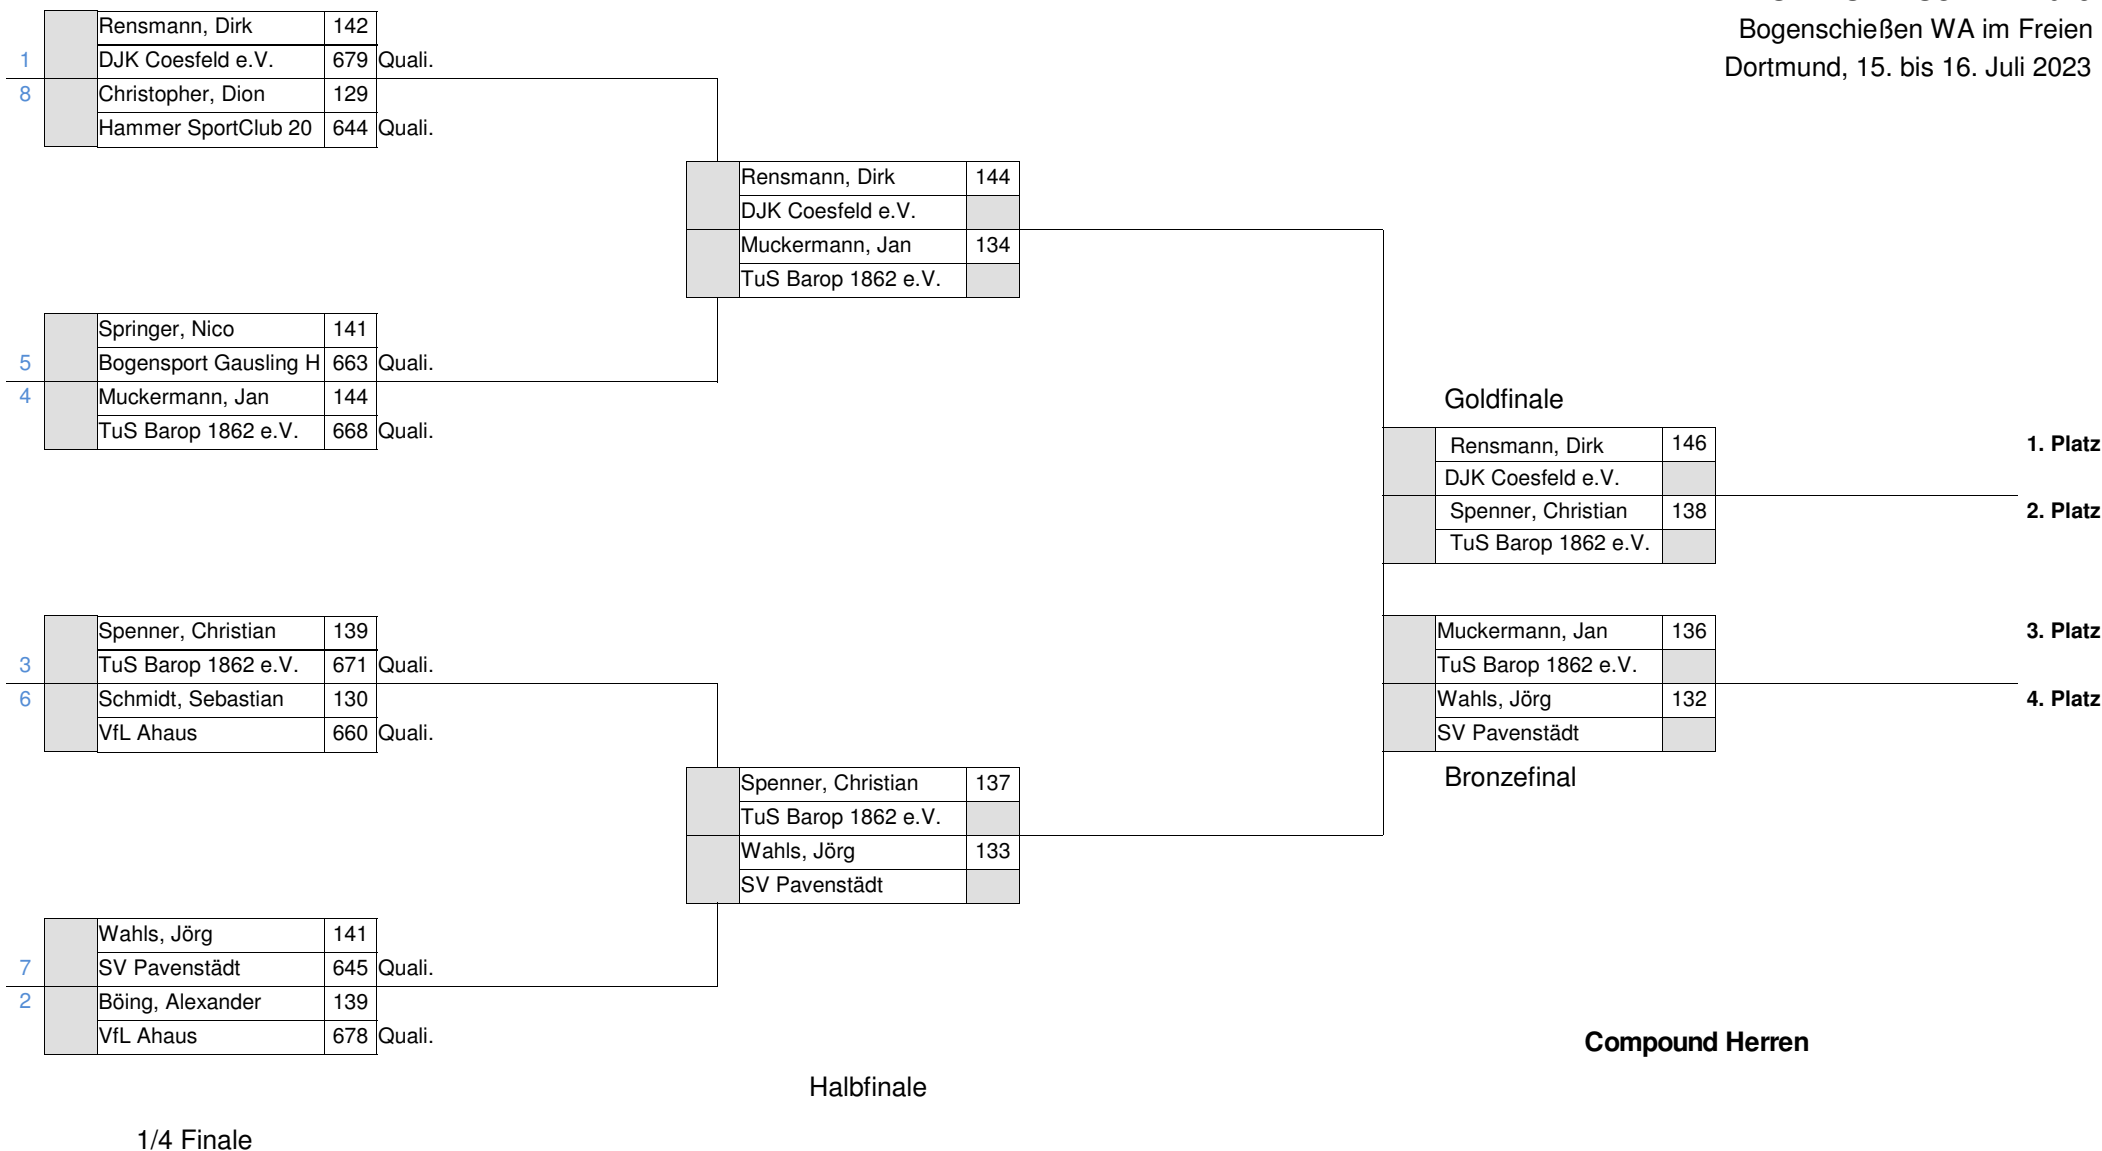 Bogenschießen WA im Freien
Dortmund, 15. bis 16. Juli 2023
Rensmann, Dirk 142
1 DJK Coesfeld e.V. 679 Quali.
8 Christopher, Dion 129
Hammer SportClub 20 644 Quali.
Rensmann, Dirk 144
DJK Coesfeld e.V.
Muckermann, Jan 134
TuS Barop 1862 e.V.
Springer, Nico 141
5 Bogensport Gausling H 663 Quali.
4 Muckermann, Jan 144
TuS Barop 1862 e.V. 668 Quali.
Goldfinale
Rensmann, Dirk 146 1. Platz
DJK Coesfeld e.V.
Spenner, Christian 138 2. Platz
TuS Barop 1862 e.V.
Spenner, Christian 139
3 TuS Barop 1862 e.V. 671 Quali.
6 Schmidt, Sebastian 130
VfL Ahaus 660 Quali.
Muckermann, Jan 136 3. Platz
TuS Barop 1862 e.V.
Wahls, Jörg 132 4. Platz
SV Pavenstädt
Bronzefinal
Spenner, Christian 137
TuS Barop 1862 e.V.
Wahls, Jörg 133
SV Pavenstädt
Wahls, Jörg 141
7 SV Pavenstädt 645 Quali.
2 Böing, Alexander 139
VfL Ahaus 678 Quali.
Compound Herren
Halbfinale
1/4 Finale